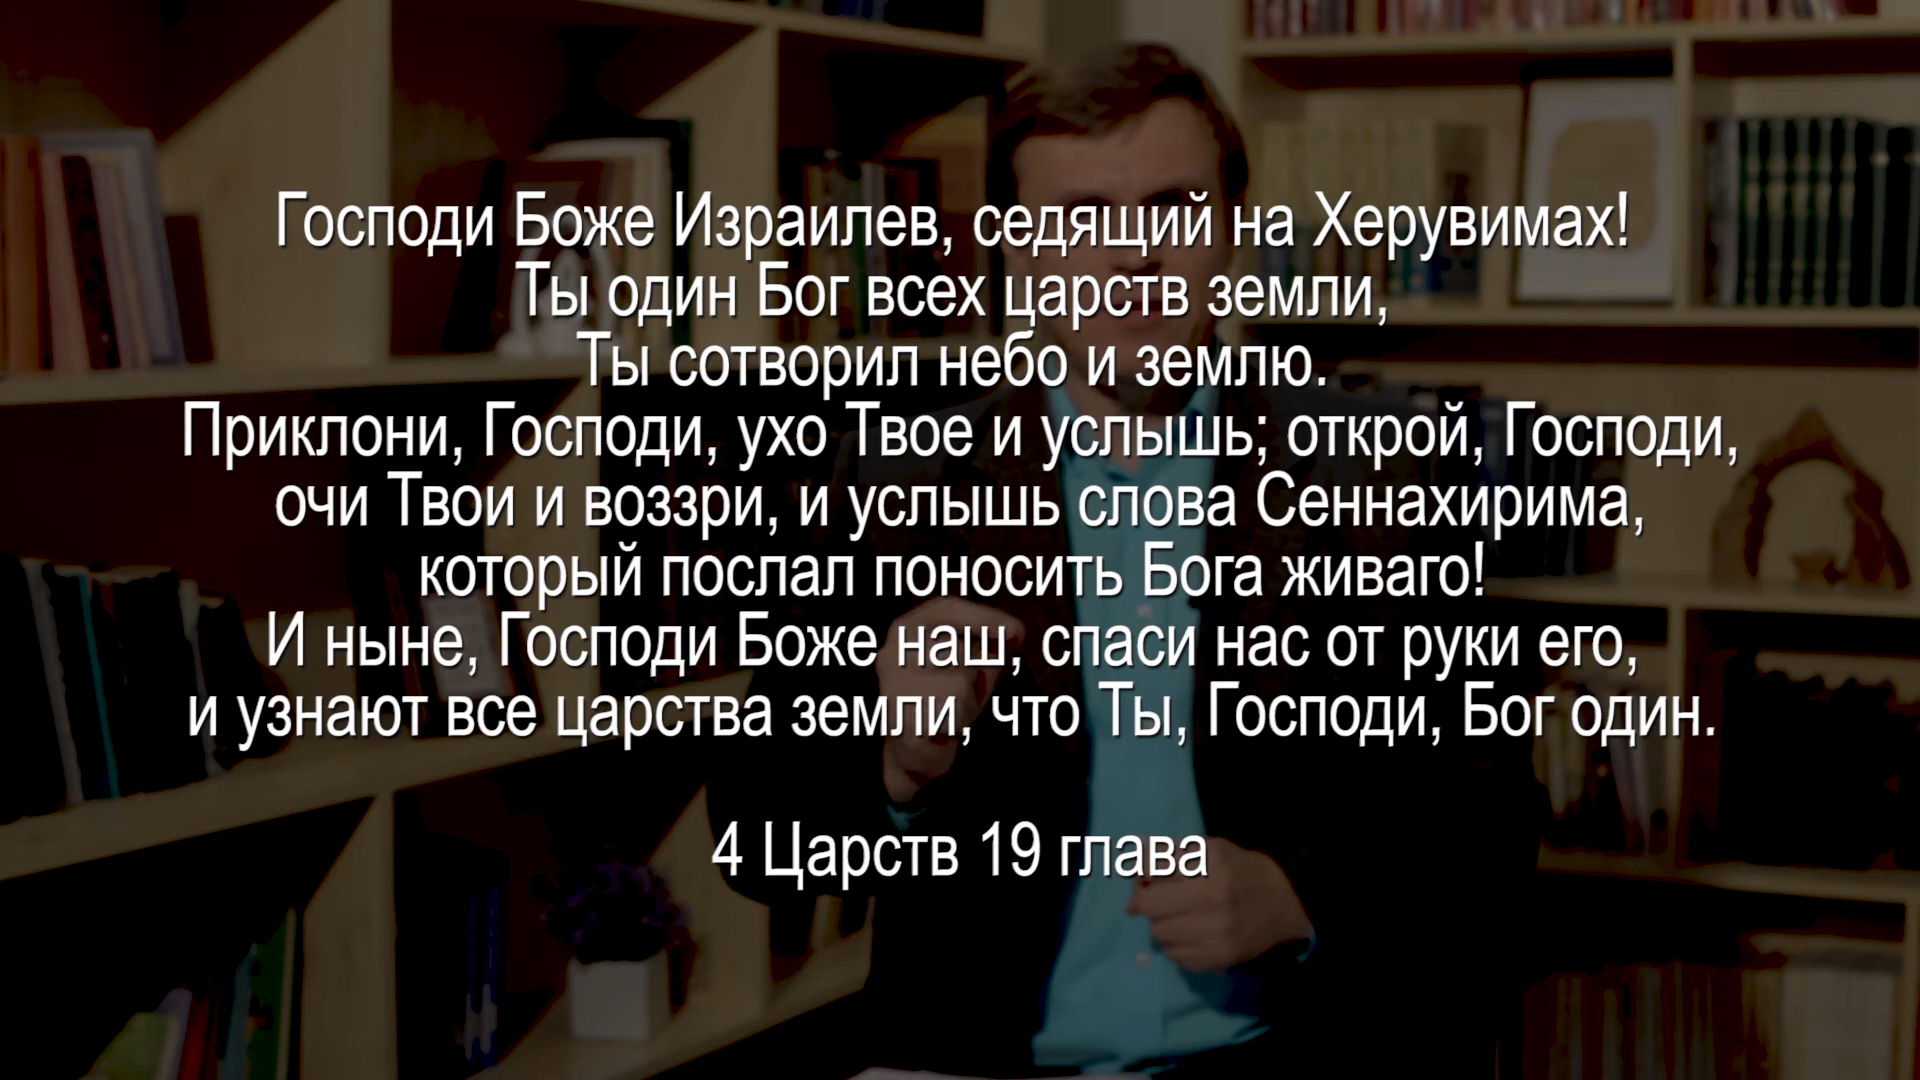 Господи Боже Израилев, седящий на Херувимах!
Ты один Бог всех царств земли,
Ты сотворил небо и землю.
Приклони, Господи, ухо Твое и услышь; открой, Господи,
очи Твои и воззри, и услышь слова Сеннахирима,
который послал поносить Бога живаго!
И ныне, Господи Боже наш, спаси нас от руки его,
и узнают все царства земли, что Ты, Господи, Бог один.
4 Царств 19 глава